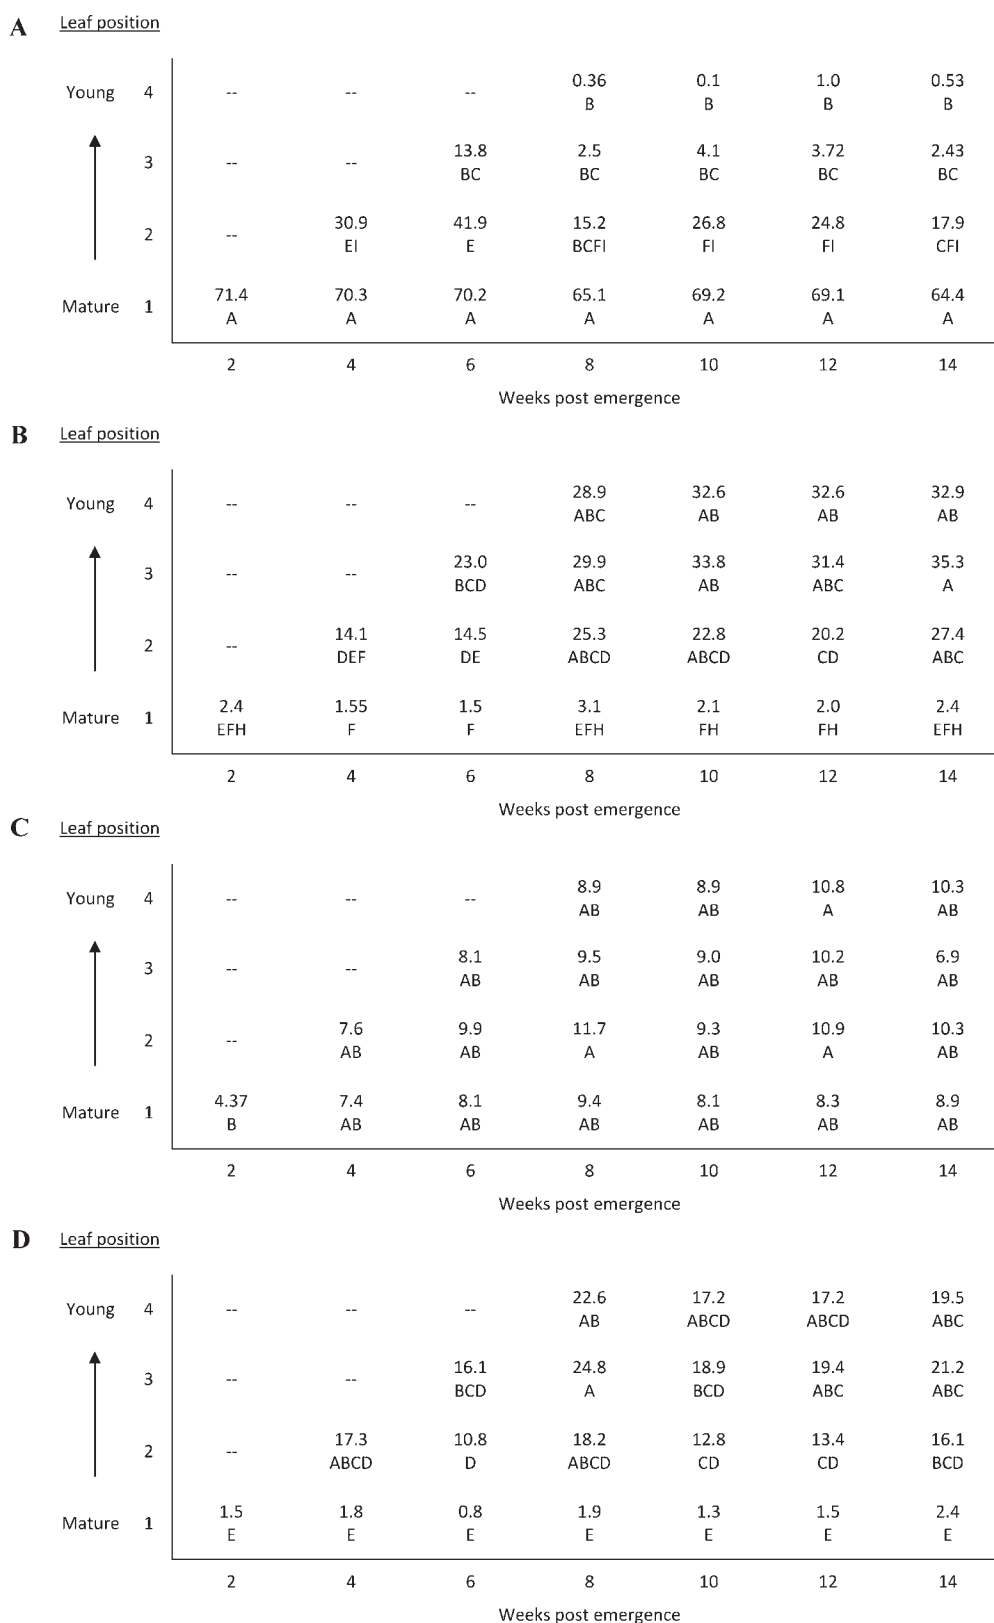 A Leaf position
0.36 0.1 1.0 0.53
Young 4 -- -- --
B B B B
13.8 2.5 4.1 3.72 2.43
3 -- --
BC BC BC BC BC
30.9 41.9 15.2 26.8 24.8 17.9
2 --
EI E BCFI FI FI CFI
71.4 70.3 70.2 65.1 69.2 69.1 64.4
Mature 1
A A A A A A A
2 4 6 8 10 12 14
Weeks post emergence
B Leaf position
28.9 32.6 32.6 32.9
Young 4 -- -- --
ABC AB AB AB
23.0 29.9 33.8 31.4 35.3
3 -- --
BCD ABC AB ABC A
14.1 14.5 25.3 22.8 20.2 27.4
2 --
DEF DE ABCD ABCD CD ABC
2.4 1.55 1.5 3.1 2.1 2.0 2.4
Mature 1
EFH F F EFH FH FH EFH
2 4 6 8 10 12 14
Weeks post emergence
C Leaf position
8.9 8.9 10.8 10.3
Young 4 -- -- --
AB AB A AB
8.1 9.5 9.0 10.2 6.9
3 -- --
AB AB AB AB AB
7.6 9.9 11.7 9.3 10.9 10.3
2 --
AB AB A AB A AB
4.37 7.4 8.1 9.4 8.1 8.3 8.9
Mature 1
B AB AB AB AB AB AB
2 4 6 8 10 12 14
Weeks post emergence
D Leaf position
22.6 17.2 17.2 19.5
Young 4 -- -- --
AB ABCD ABCD ABC
16.1 24.8 18.9 19.4 21.2
3 -- --
BCD A BCD ABC ABC
17.3 10.8 18.2 12.8 13.4 16.1
2 --
ABCD D ABCD CD CD BCD
1.5 1.8 0.8 1.9 1.3 1.5 2.4
Mature 1
E E E E E E E
2 4 6 8 10 12 14
Weeks post emergence